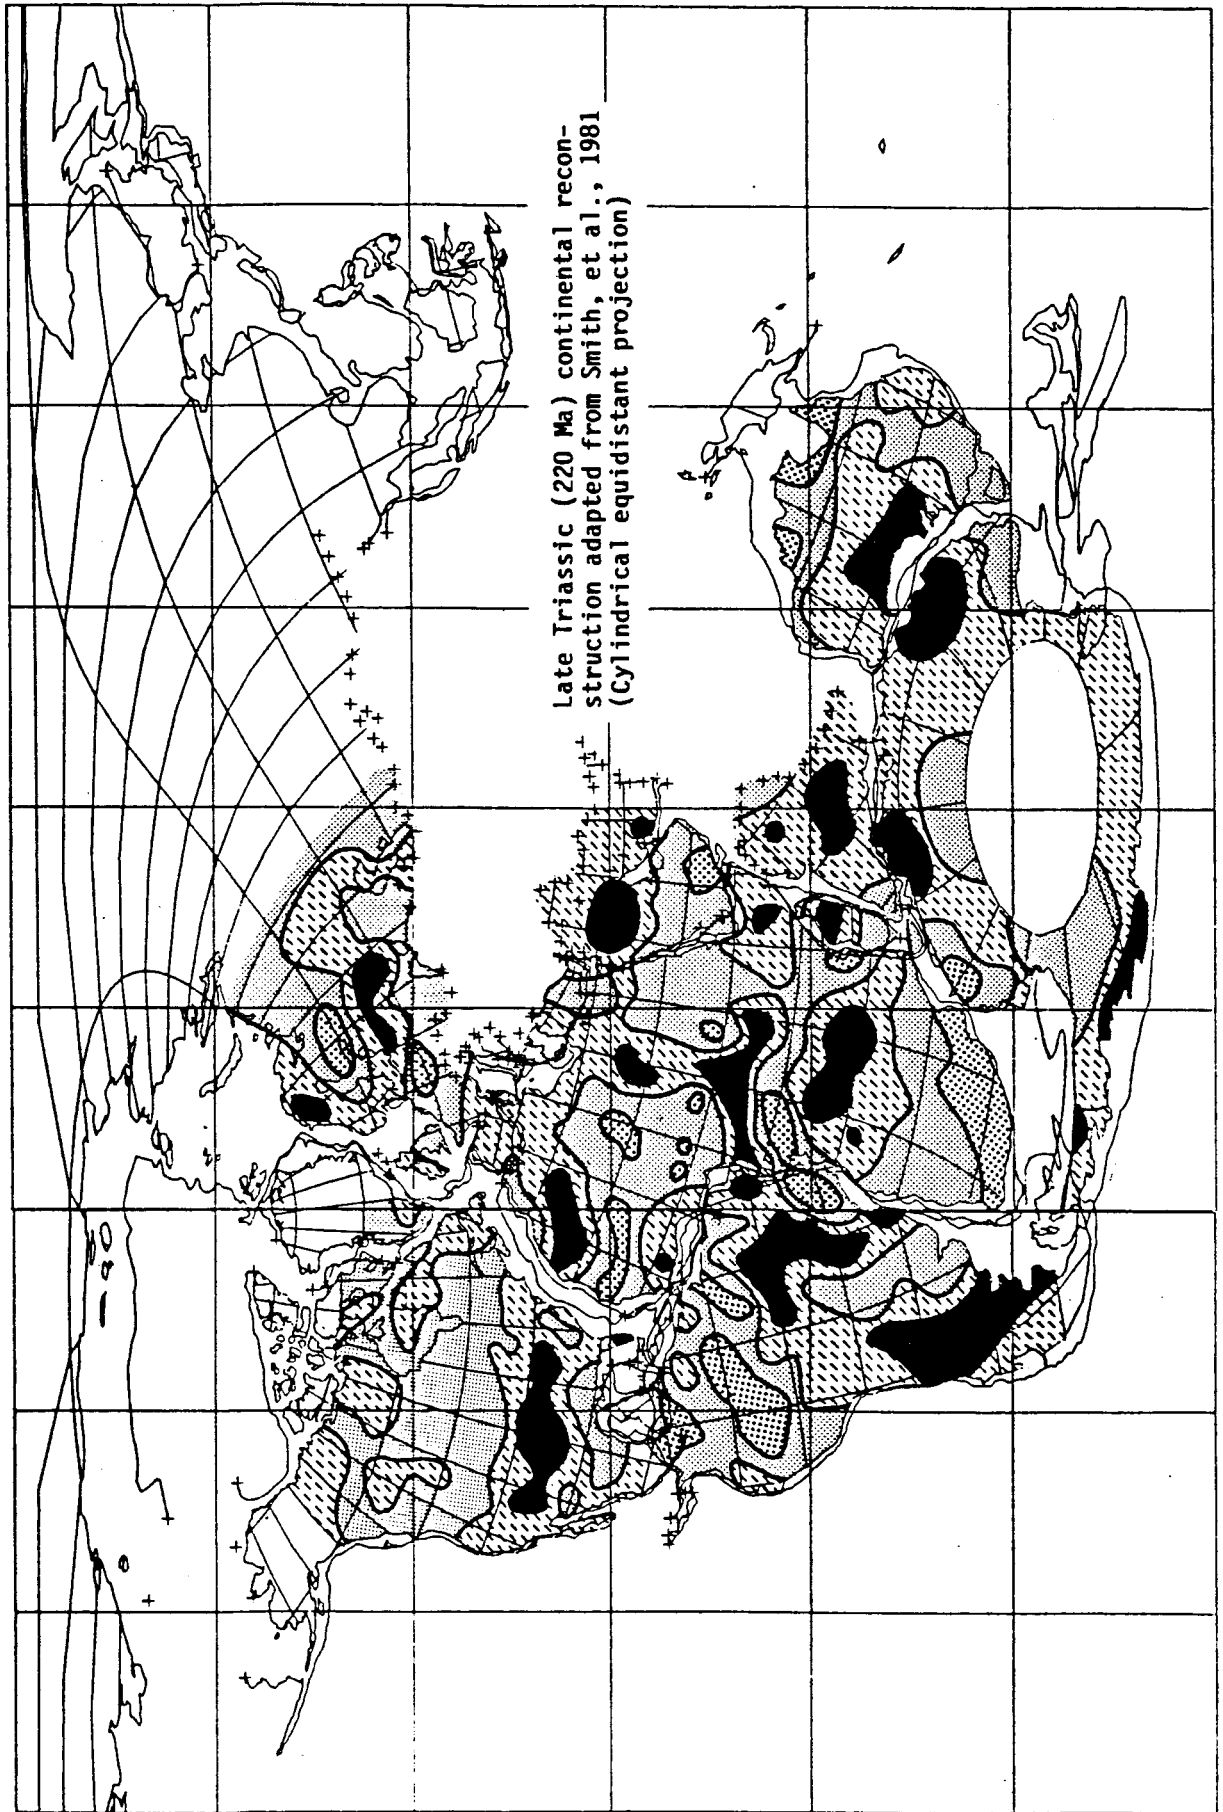 Late Triassic (220 Ma) continental recon-
struction adapted from Smith, et al., 1981
(Cylindrical equidistant projection)